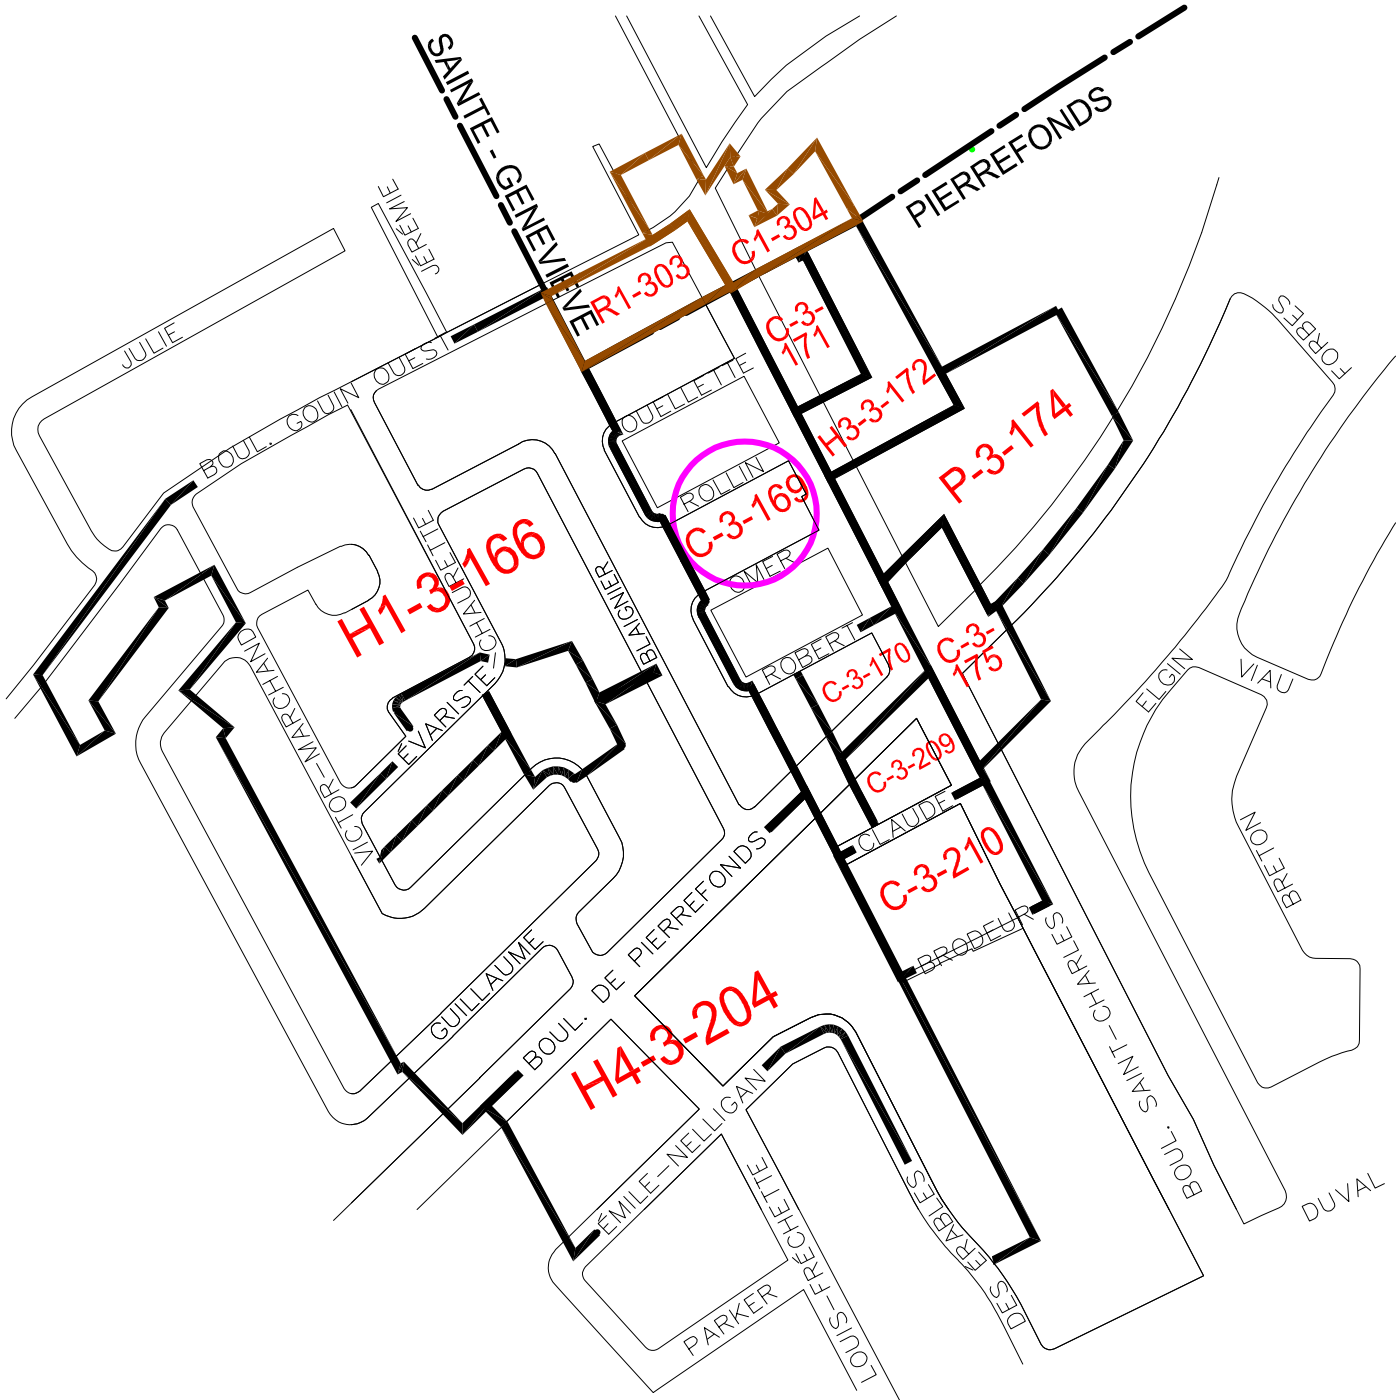 SAINTE - GENEVIÈVE
PIERREFONDS
JÉRÉMIE
JULIE
BOUL. GOUIN OUEST
R1-303
C1-304
C-3-
171
H3-3-172
P-3-174
FORBES
OUELLETTE
ROLLIN
C-3-169
OMER
ROBERT
C-3-170
C-3-
175
C-3-209
CLAUDE
C-3-210
BRODEUR
H1-3-166
CHAURETTE
BLAIGNIER
ÉVARISTE-
VICTOR-MARCHAND
GUILLAUME
BOUL. DE PIERREFONDS
H4-3-204
ÉMILE-NELLIGAN
LOUIS-FRÉCHETTE
PARKER
DES ÉRABLES
BOUL. SAINT-CHARLES
ELGIN
VIAU
BRETON
DUVAL